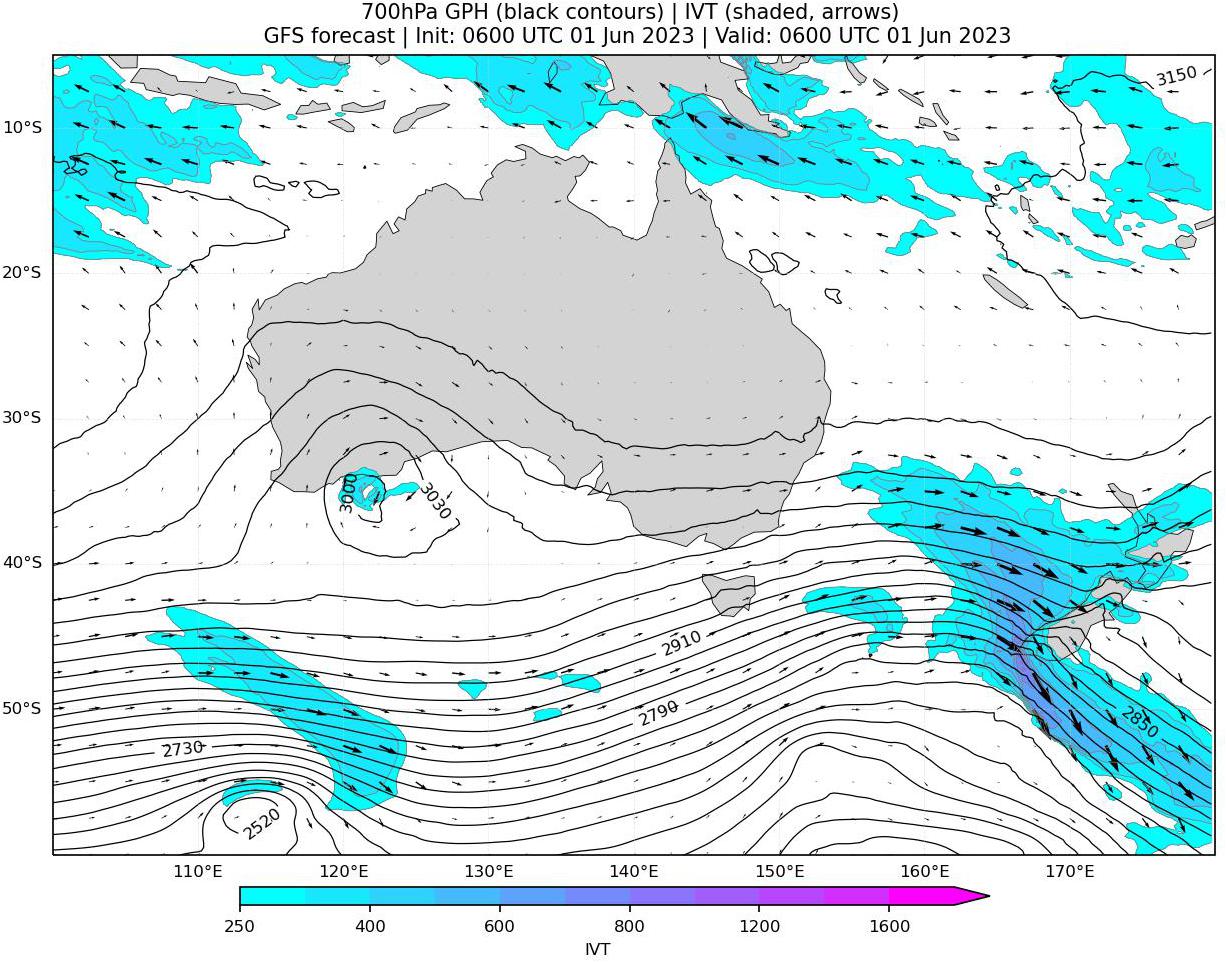 700hPa GPH (black contours) | IVT (shaded, arrows)
GFS forecast | Init: 0600 UTC 01 Jun 2023 | Valid: 0600 UTC 01 Jun 2023
3150
10°S
20°S
30°S
3000
3030
40°S
2910
50°S
2790
2850
2730
2520
110°E 120°E 130°E 140°E 150°E 160°E 170°E
250 400 600 800 1200 1600
IVT